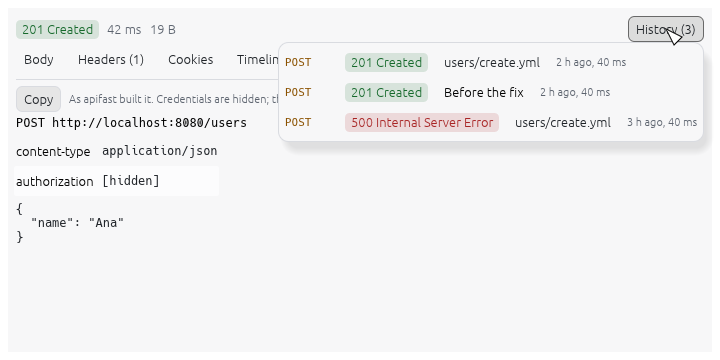 201 Created 42 ms 19 B History (3)
Body Headers (1) Cookies Timelin
POST 201 Created users/create.yml 2 h ago, 40 ms
POST 201 Created Before the fix 2 h ago, 40 ms
POST 500 Internal Server Error users/create.yml 3 h ago, 40 ms
Copy As apifast built it. Credentials are hidden;
POST http://localhost:8080/users
content-type application/json
authorization [hidden]
{
"name": "Ana"
}